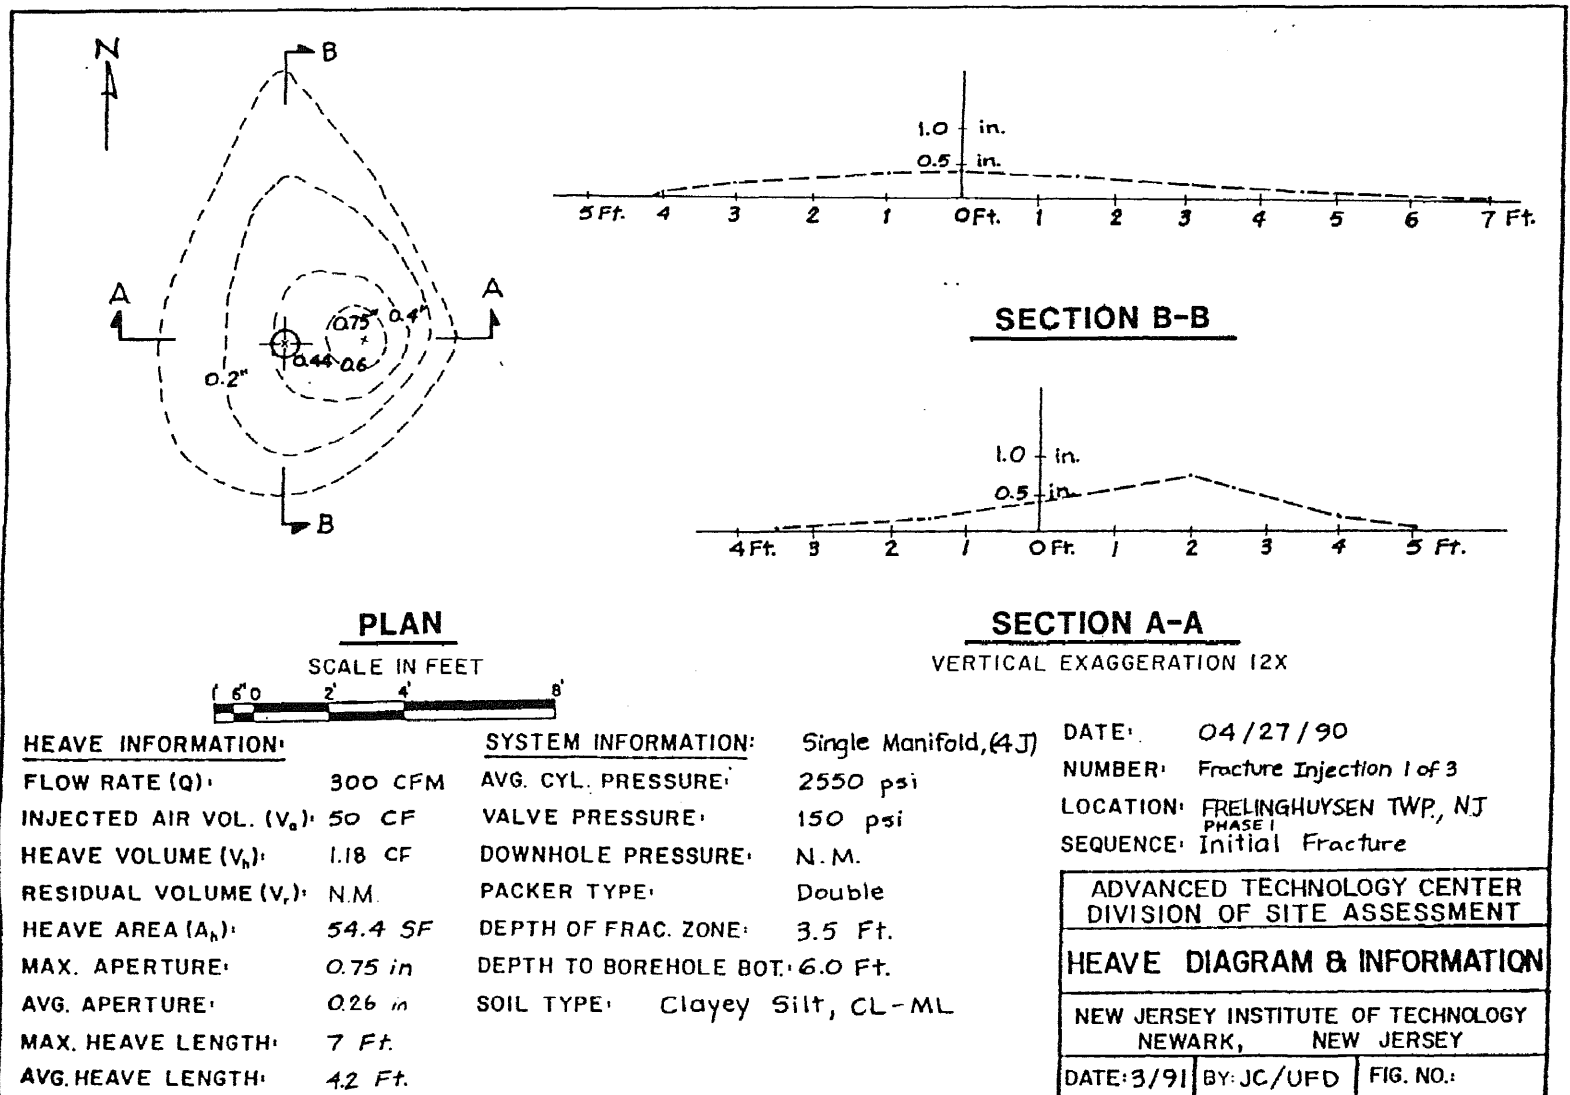 N
B
A
A
0.75"
0.4"
0.44
0.6
0.2"
B
PLAN
SCALE IN FEET
1' 6" 0 2' 4' 8'
1.0 in.
0.5 in.
5 Ft. 4 3 2 1 0 Ft. 1 2 3 4 5 6 7 Ft.
SECTION B-B
1.0 in.
0.5 in.
4 Ft. 3 2 1 0 Ft. 1 2 3 4 5 Ft.
SECTION A-A
VERTICAL EXAGGERATION 12X
HEAVE INFORMATION:
FLOW RATE (Q): 300 CFM
INJECTED AIR VOL. (Va): 50 CF
HEAVE VOLUME (Vh): 1.18 CF
RESIDUAL VOLUME (Vr): N.M.
HEAVE AREA (Ah): 54.4 SF
MAX. APERTURE: 0.75 in
AVG. APERTURE: 0.26 in
MAX. HEAVE LENGTH: 7 Ft.
AVG. HEAVE LENGTH: 4.2 Ft.
SYSTEM INFORMATION: Single Manifold, (4J)
AVG. CYL. PRESSURE: 2550 psi
VALVE PRESSURE: 150 psi
DOWNHOLE PRESSURE: N.M.
PACKER TYPE: Double
DEPTH OF FRAC. ZONE: 3.5 Ft.
DEPTH TO BOREHOLE BOT.: 6.0 Ft.
SOIL TYPE: Clayey Silt, CL-ML
DATE: 04/27/90
NUMBER: Fracture Injection 1 of 3
LOCATION: FRELINGHUYSEN TWP., NJ
PHASE I
SEQUENCE: Initial Fracture
ADVANCED TECHNOLOGY CENTER
DIVISION OF SITE ASSESSMENT
HEAVE DIAGRAM & INFORMATION
NEW JERSEY INSTITUTE OF TECHNOLOGY
NEWARK, NEW JERSEY
DATE: 3/91 BY: JC/UFD FIG. NO.: